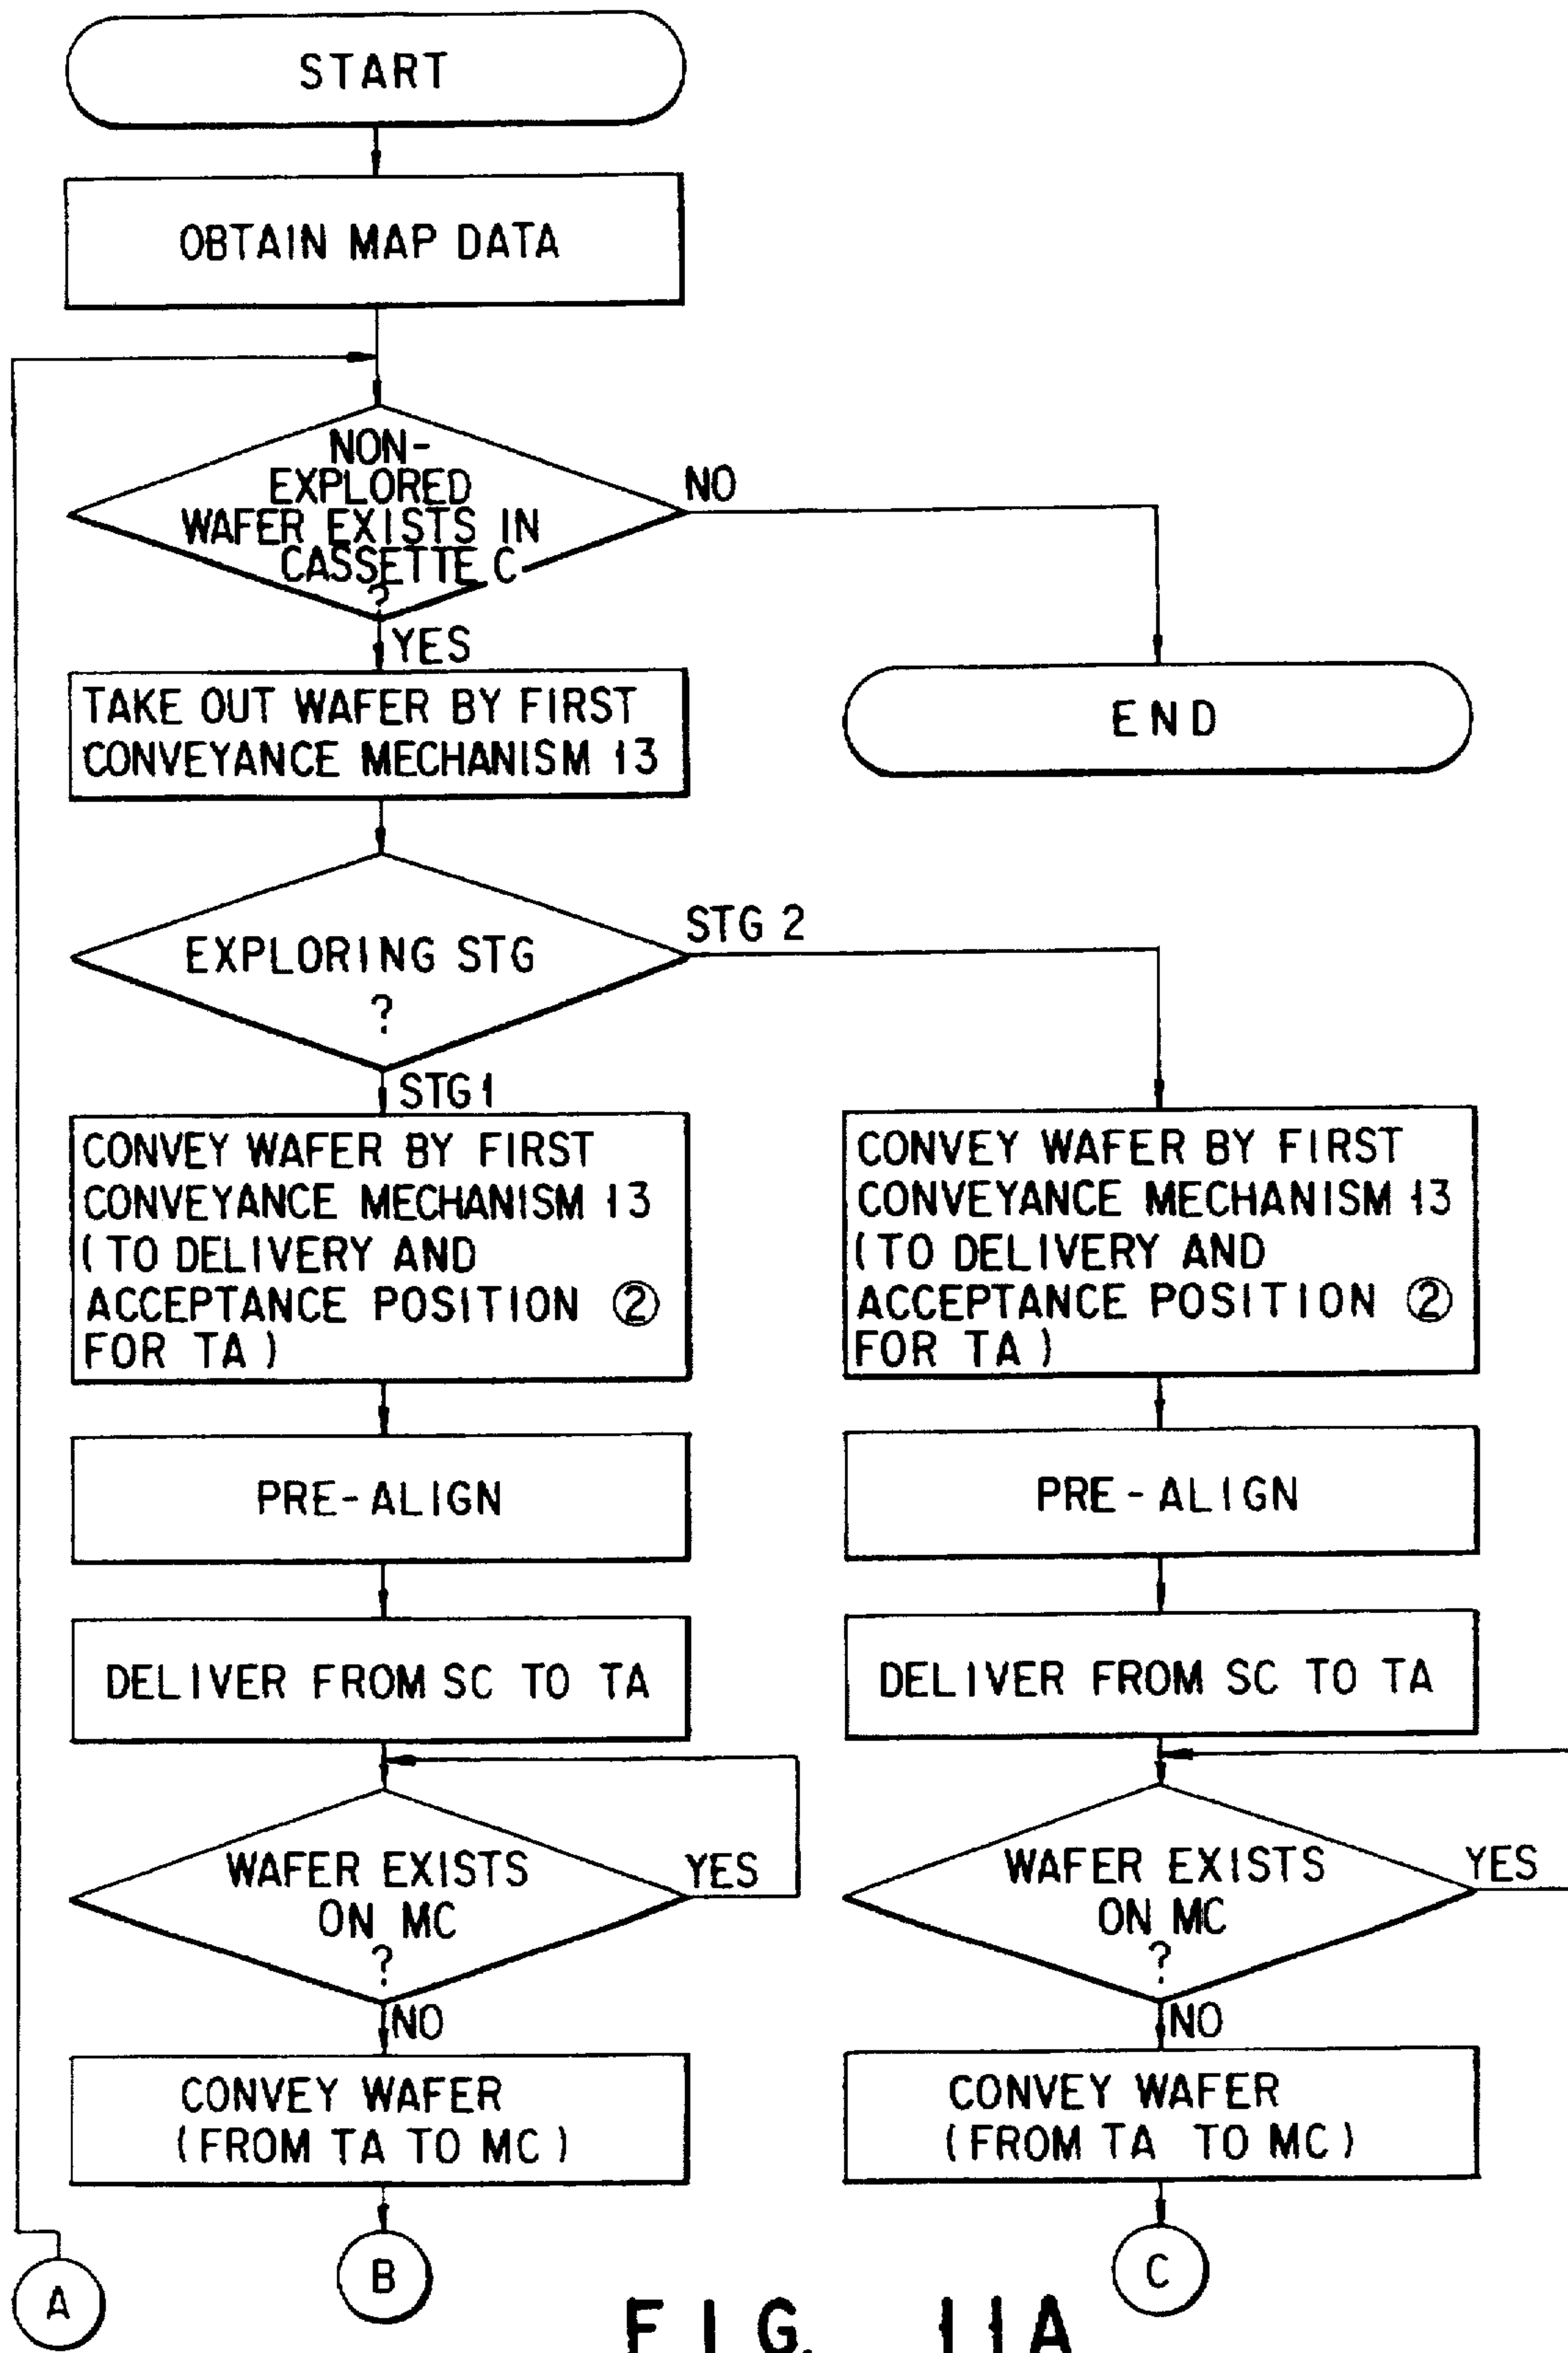 START
OBTAIN MAP DATA
NON-
EXPLORED
WAFER EXISTS IN
CASSETTE C
?
NO
YES
TAKE OUT WAFER BY FIRST
CONVEYANCE MECHANISM 13
END
EXPLORING STG
?
STG 2
STG 1
CONVEY WAFER BY FIRST
CONVEYANCE MECHANISM 13
(TO DELIVERY AND
ACCEPTANCE POSITION ②
FOR TA)
CONVEY WAFER BY FIRST
CONVEYANCE MECHANISM 13
(TO DELIVERY AND
ACCEPTANCE POSITION ②
FOR TA)
PRE-ALIGN
PRE-ALIGN
DELIVER FROM SC TO TA
DELIVER FROM SC TO TA
WAFER EXISTS
ON MC
?
YES
NO
WAFER EXISTS
ON MC
?
YES
NO
CONVEY WAFER
(FROM TA TO MC)
CONVEY WAFER
(FROM TA TO MC)
A
B
C
FIG. 11A